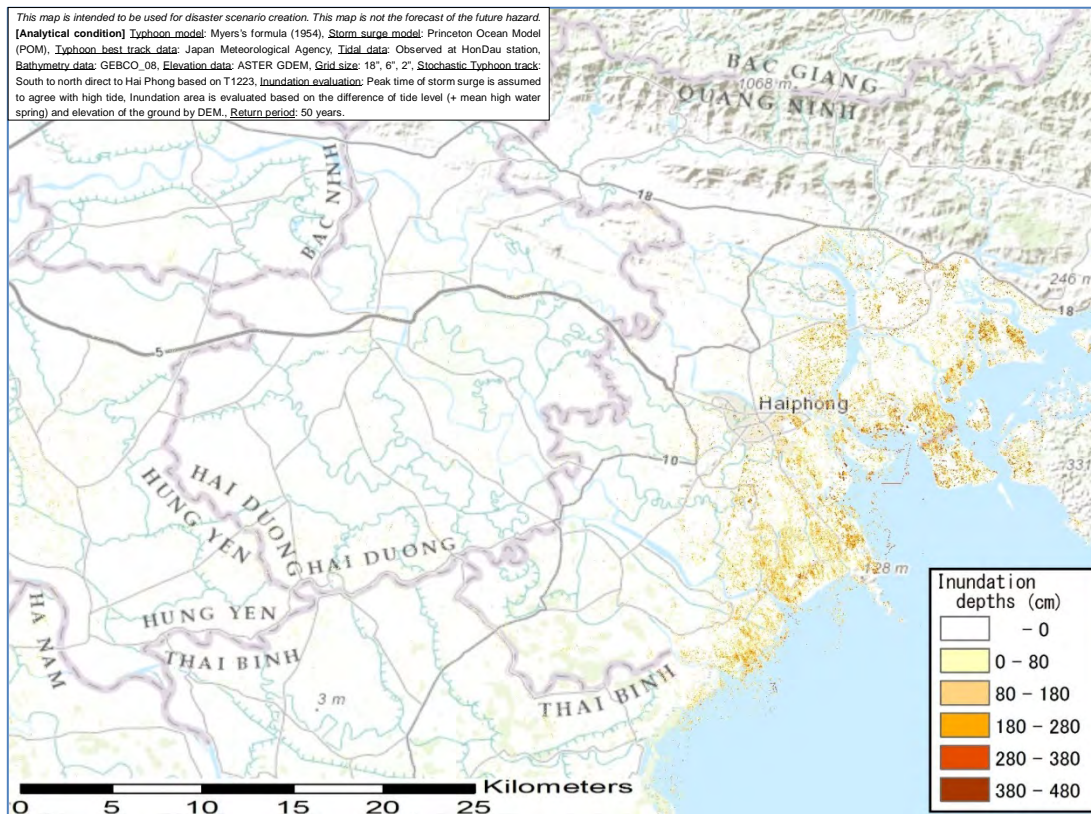 This map is intended to be used for disaster scenario creation. This map is not the forecast of the future hazard.
[Analytical condition] Typhoon model: Myers's formula (1954), Storm surge model: Princeton Ocean Model
(POM), Typhoon best track data: Japan Meteorological Agency, Tidal data: Observed at HonDau station,
Bathymetry data: GEBCO_08, Elevation data: ASTER GDEM, Grid size: 18", 6", 2", Stochastic Typhoon track:
South to north direct to Hai Phong based on T1223, Inundation evaluation: Peak time of storm surge is assumed
to agree with high tide, Inundation area is evaluated based on the difference of tide level (+ mean high water
spring) and elevation of the ground by DEM., Return period: 50 years.
BAC GIANG
1068 m
QUANG NINH
BAC NINH
18
246 m
18
5
Haiphong
10
331
HAI DUONG
HUNG YEN
HAI DUONG
128 m
HA NAM
HUNG YEN
THAI BINH
THAI BINH
3 m
Inundation
depths (cm)
- 0
0 - 80
80 - 180
180 - 280
280 - 380
380 - 480
Kilometers
0 5 10 15 20 25